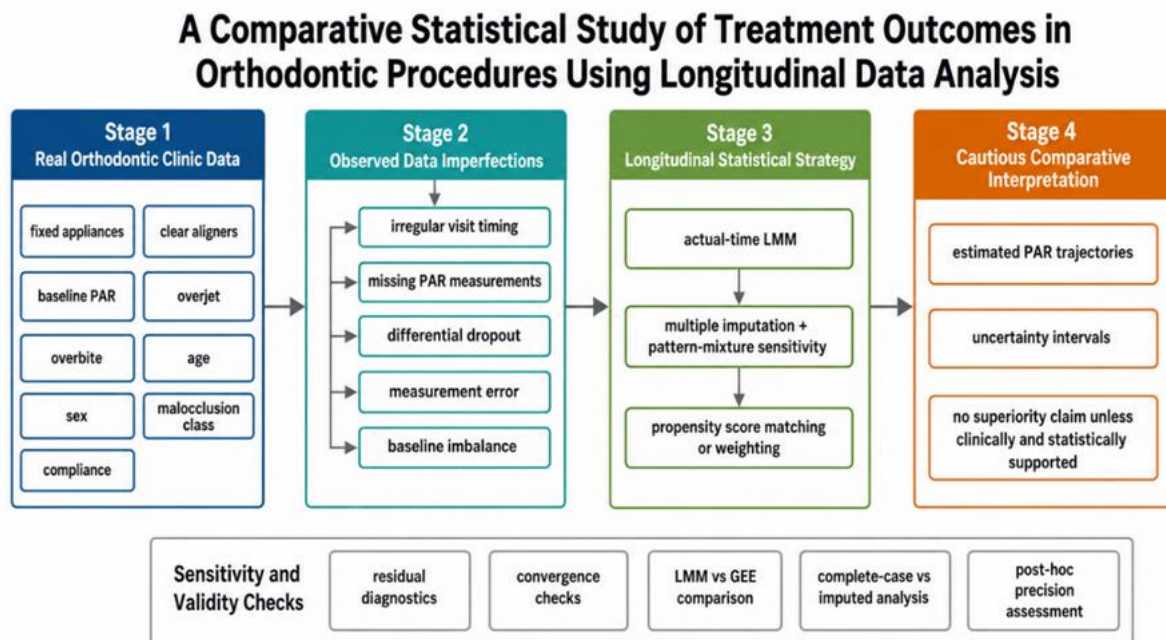 A Comparative Statistical Study of Treatment Outcomes in
Orthodontic Procedures Using Longitudinal Data Analysis
Stage 1
Real Orthodontic Clinic Data
fixed appliances
clear aligners
baseline PAR
overjet
overbite
age
sex
malocclusion
class
compliance
Stage 2
Observed Data Imperfections
irregular visit timing
missing PAR measurements
differential dropout
measurement error
baseline imbalance
Stage 3
Longitudinal Statistical Strategy
actual-time LMM
multiple imputation +
pattern-mixture sensitivity
propensity score matching
or weighting
Stage 4
Cautious Comparative
Interpretation
estimated PAR trajectories
uncertainty intervals
no superiority claim unless
clinically and statistically
supported
Sensitivity and
Validity Checks
residual
diagnostics
convergence
checks
LMM vs GEE
comparison
complete-case vs
imputed analysis
post-hoc
precision
assessment